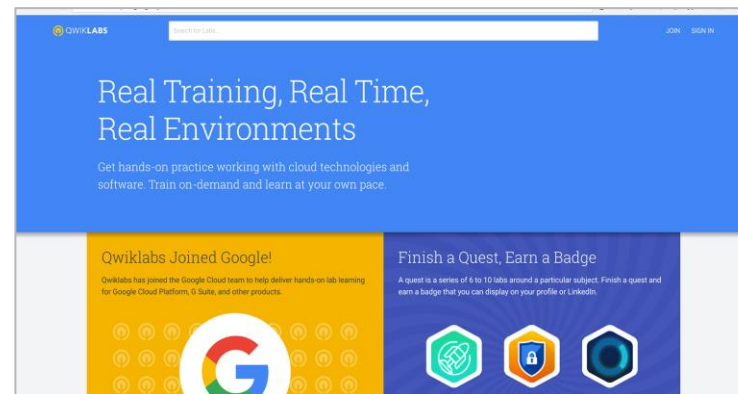 QWIKLABS
Search for Labs...
JOIN SIGN IN
Real Training, Real Time,
Real Environments
Get hands-on practice working with cloud technologies and
software. Train on-demand and learn at your own pace.
Qwiklabs Joined Google!
Qwiklabs has joined the Google Cloud team to help deliver hands-on lab learning
for Google Cloud Platform, G Suite, and other products.
Finish a Quest, Earn a Badge
A quest is a series of 6 to 10 labs around a particular subject. Finish a quest and
earn a badge that you can display on your profile or LinkedIn.